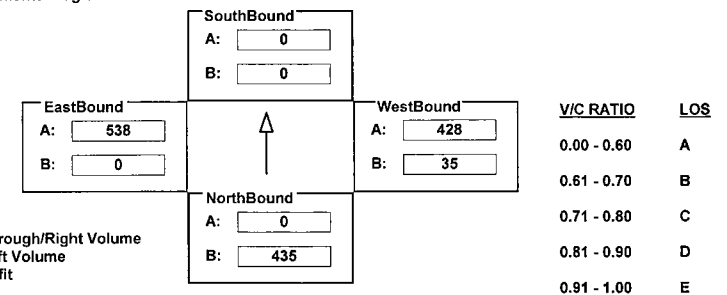 SouthBound
A: 0
B: 0
EastBound
A: 538
B: 0
WestBound
A: 428
B: 35
NorthBound
A: 0
B: 435
rough/Right Volume
ft Volume
fit
V/C RATIO LOS
0.00 - 0.60 A
0.61 - 0.70 B
0.71 - 0.80 C
0.81 - 0.90 D
0.91 - 1.00 E